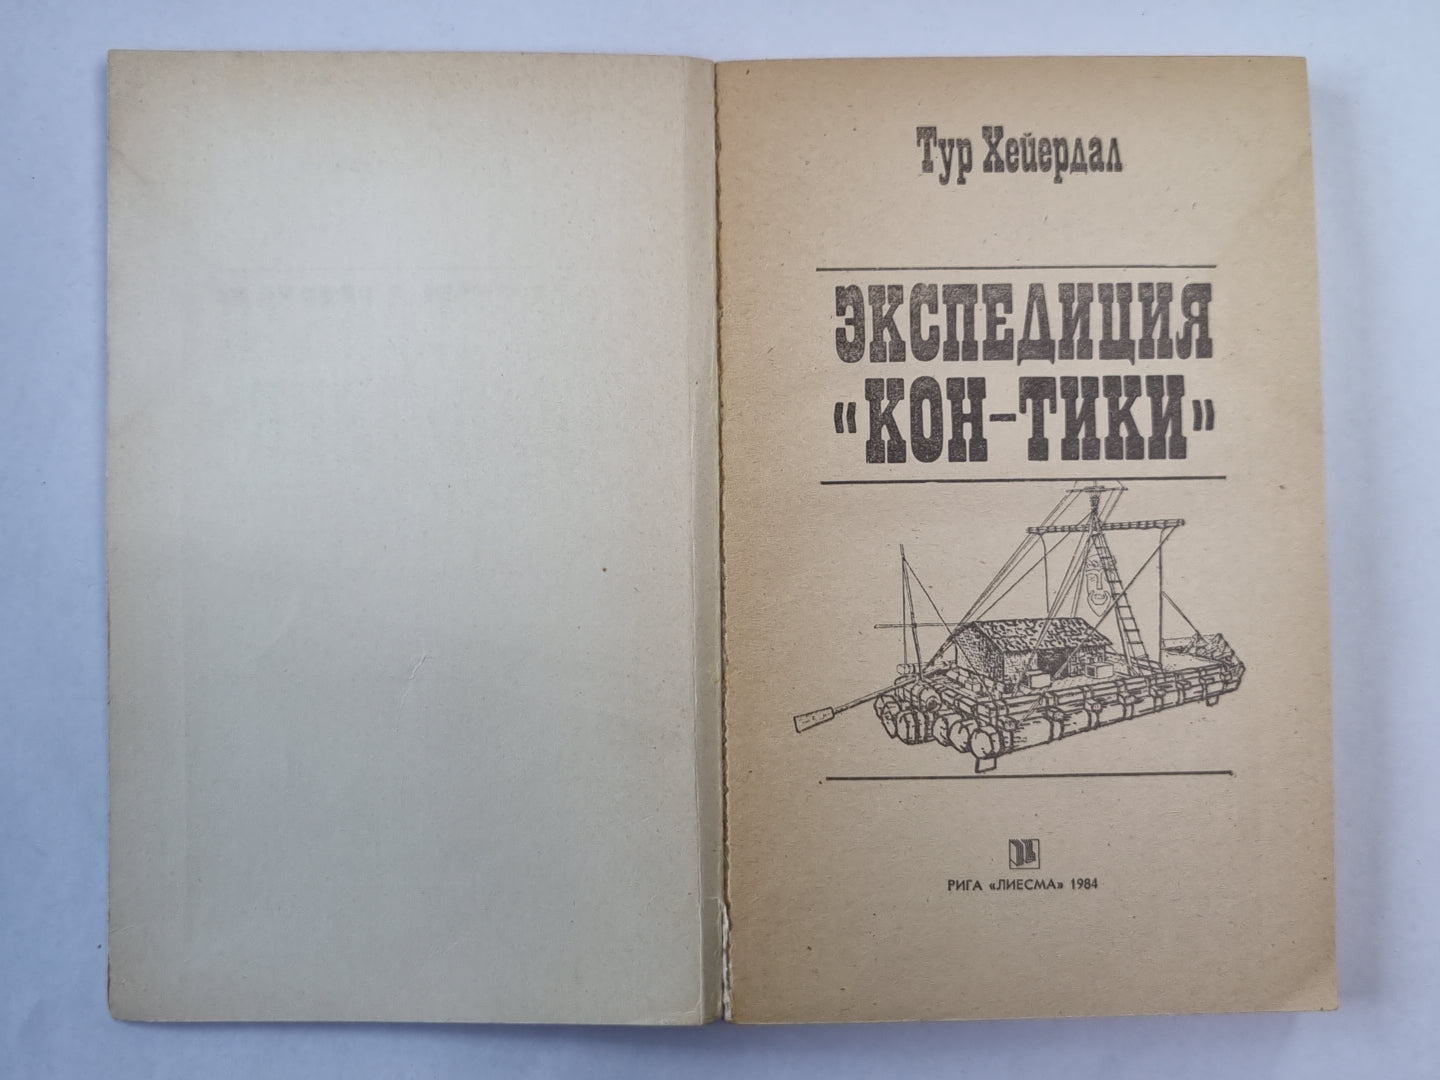 Тур Хейердал
ЭКСПЕДИЦИЯ
«КОН-ТИКИ»
РИГА «ЛИЕСМА» 1984